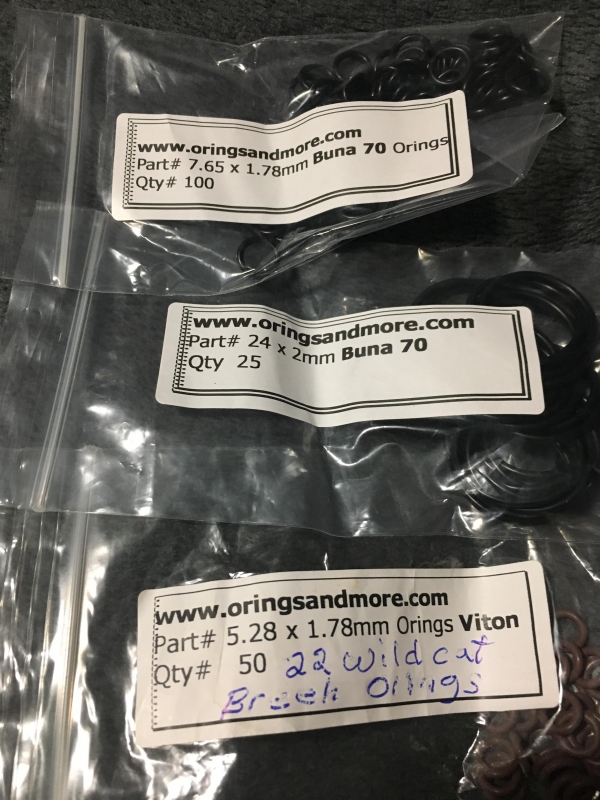 www.oringsandmore.com
Part# 7.65 x 1.78mm Buna 70 Orings
Qty# 100
www.oringsandmore.com
Part# 24 x 2mm Buna 70
Qty 25
www.oringsandmore.com
Part# 5.28 x 1.78mm Orings Viton
Qty# 50 22 Wildcat
Breech Orings